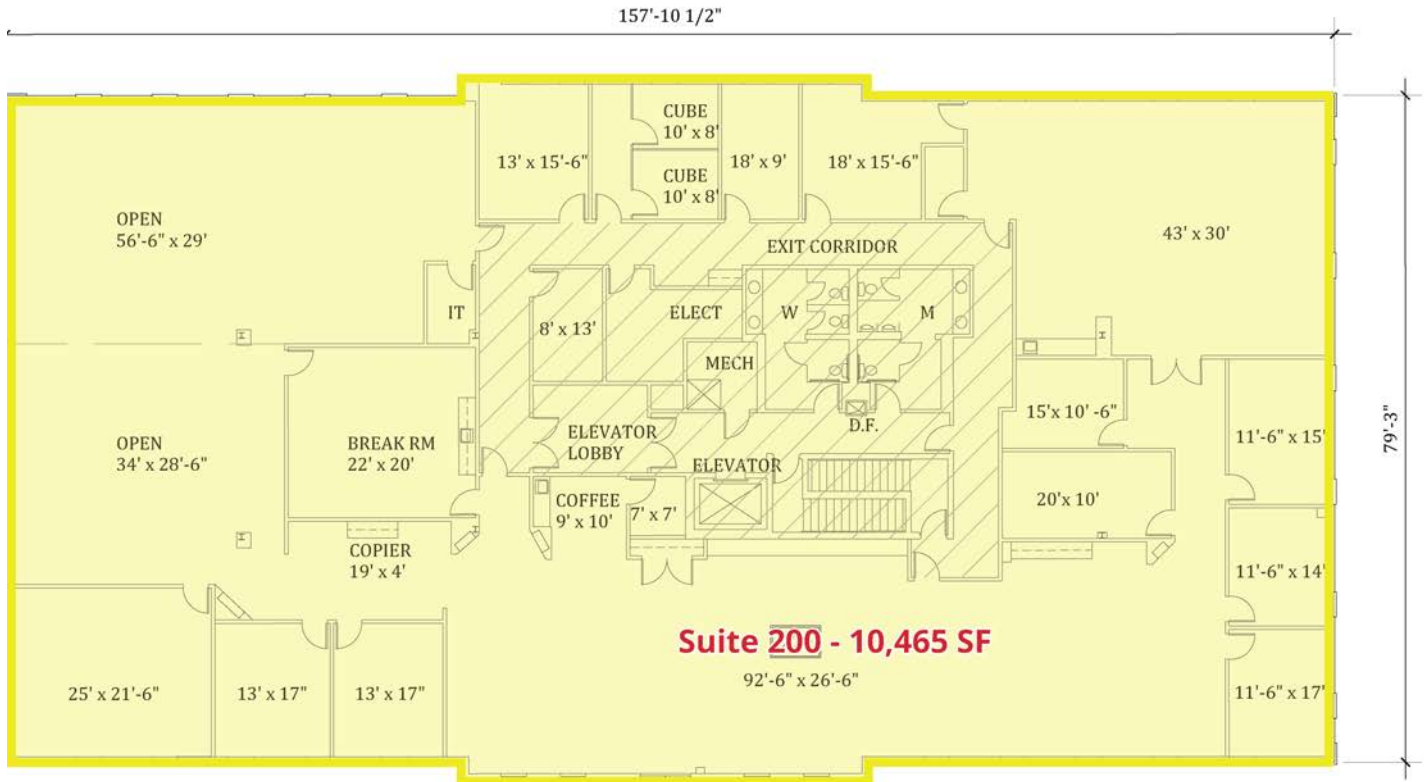 157'-10 1/2"
CUBE
10' x 8'
13' x 15'-6"
18' x 9'
18' x 15'-6"
CUBE
10' x 8'
OPEN
56'-6" x 29'
EXIT CORRIDOR
43' x 30'
IT
8' x 13'
ELECT
W
M
MECH
79'-3"
15'x 10' -6"
D.F.
ELEVATOR
LOBBY
OPEN
34' x 28'-6"
BREAK RM
22' x 20'
11'-6" x 15'
ELEVATOR
COFFEE
9' x 10'
7' x 7'
20'x 10'
COPIER
19' x 4'
11'-6" x 14'
Suite 200 - 10,465 SF
92'-6" x 26'-6"
25' x 21'-6"
13' x 17"
13' x 17"
11'-6" x 17'